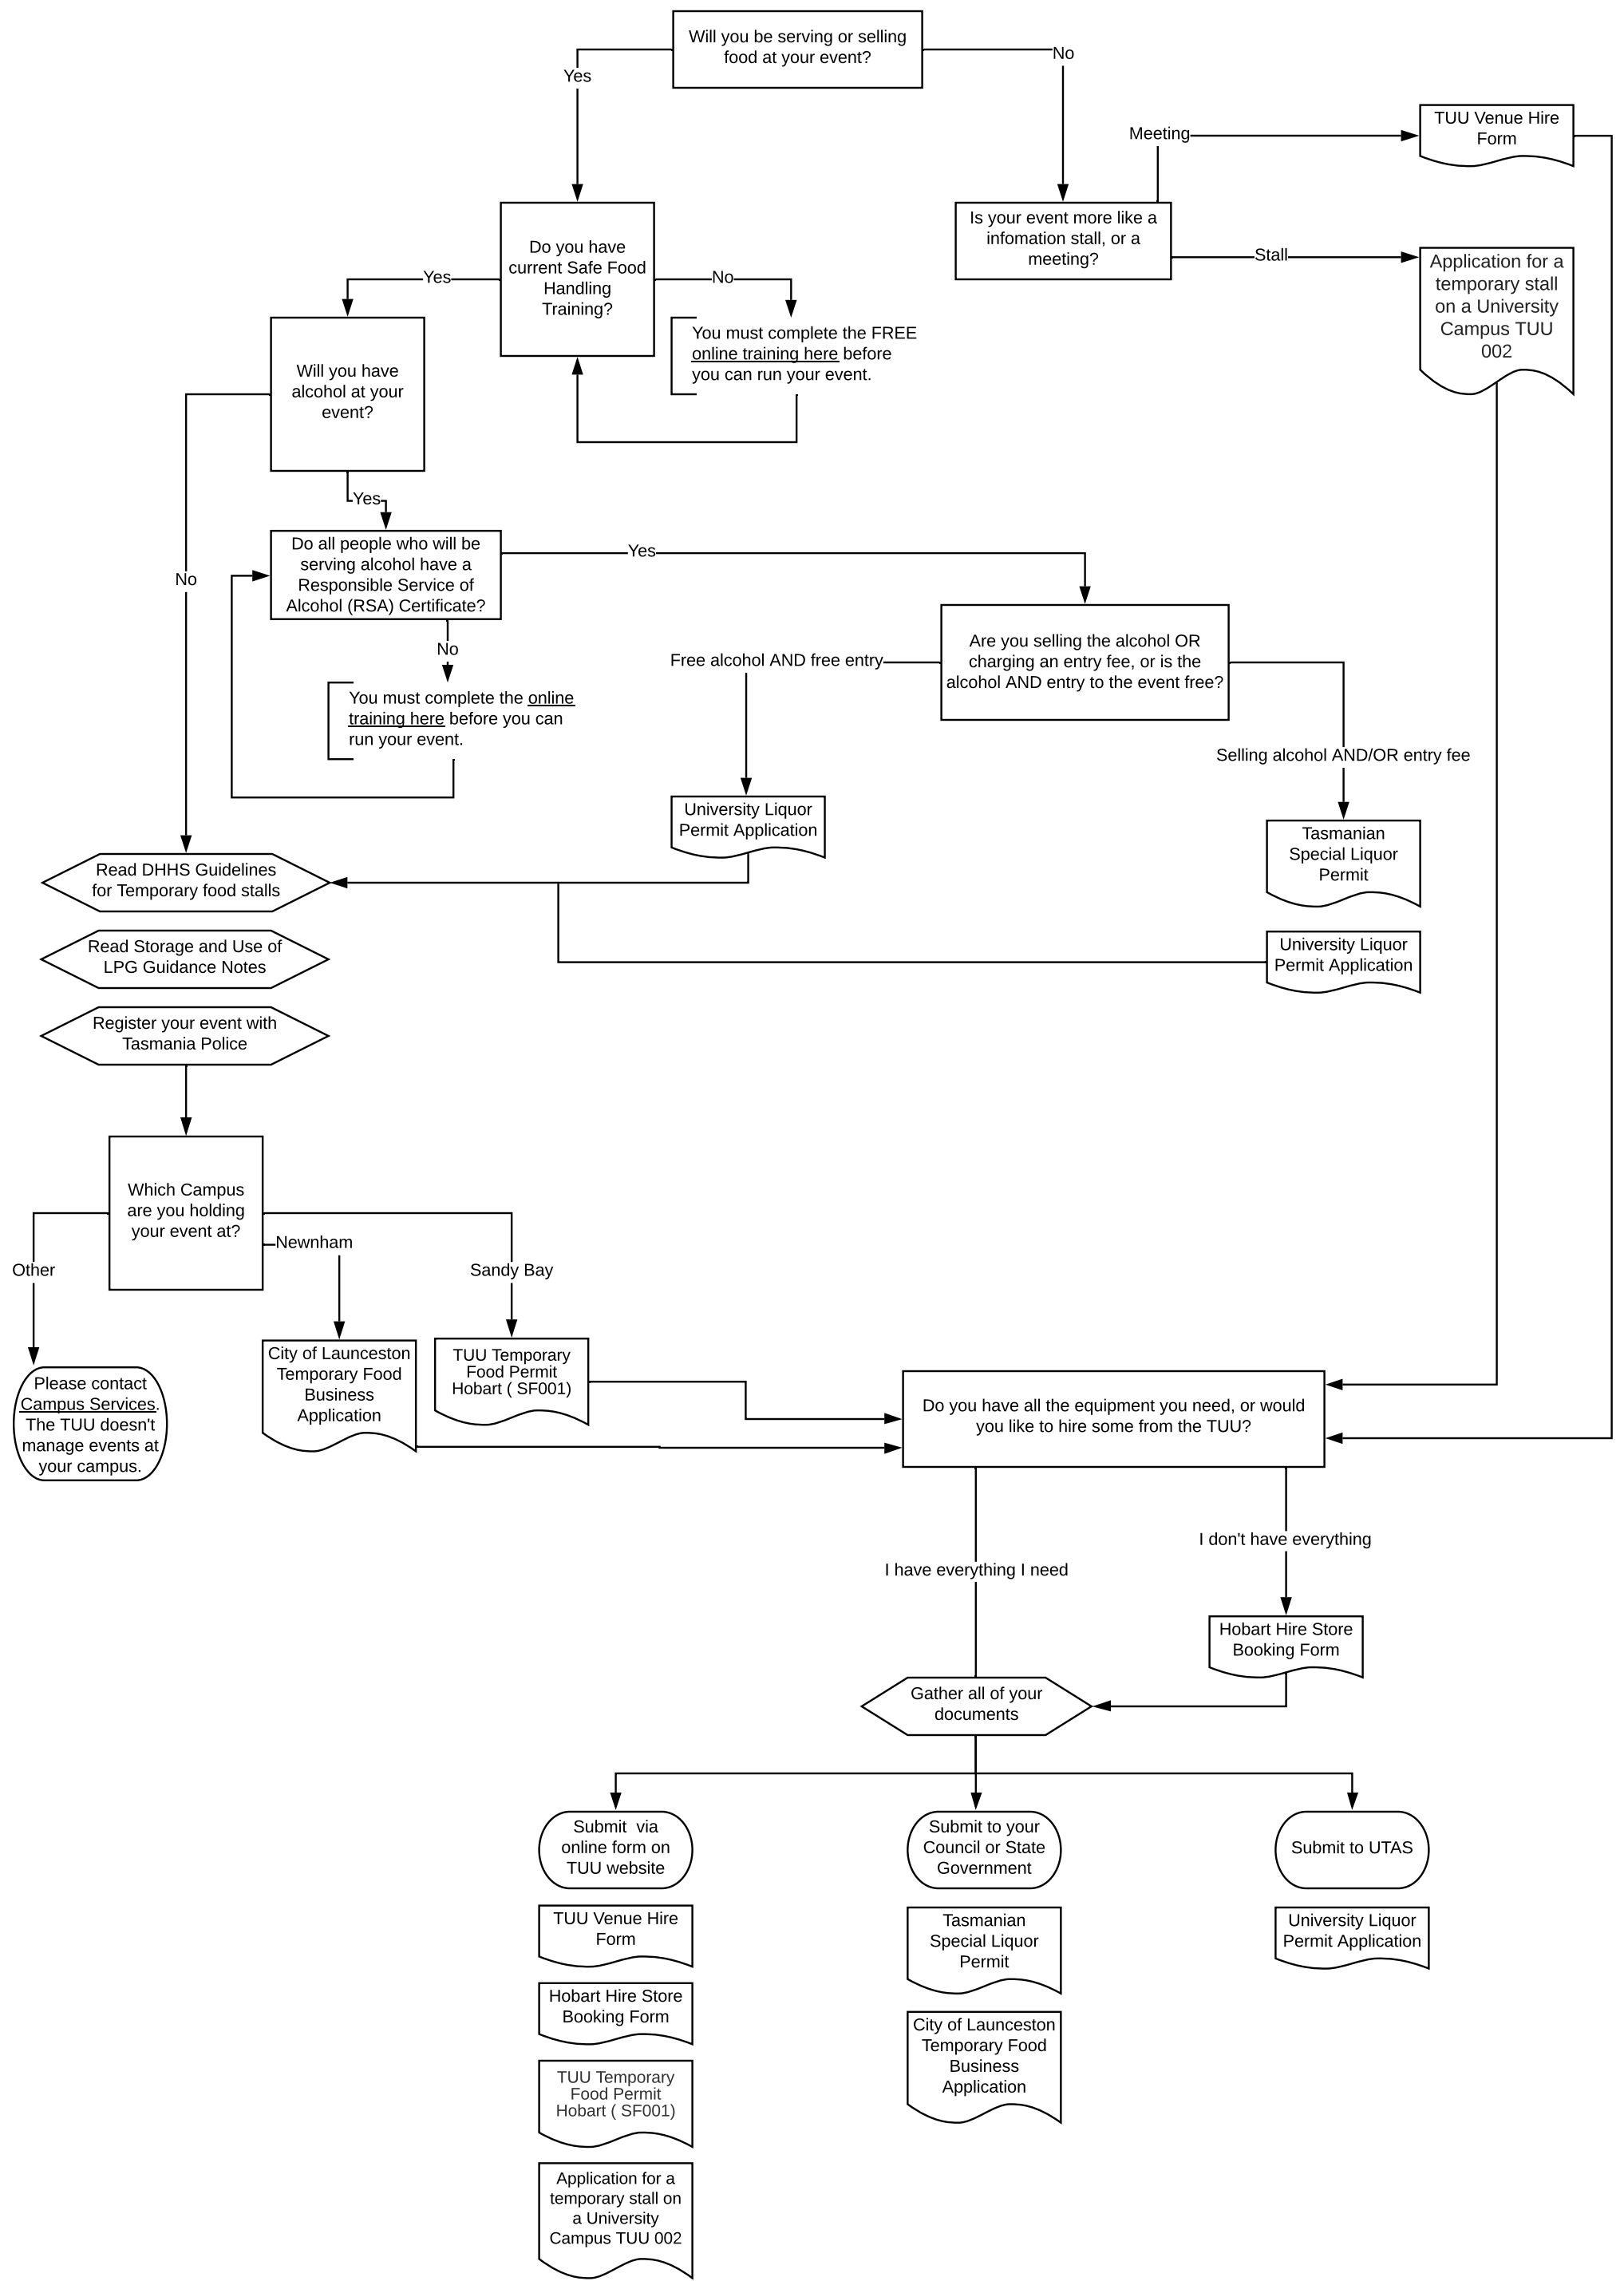 Will you be serving or selling
food at your event?
Yes
No
Meeting
TUU Venue Hire
Form
Is your event more like a
infomation stall, or a
meeting?
Stall
Application for a
temporary stall
on a University
Campus TUU
002
Do you have
current Safe Food
Handling
Training?
Yes
No
You must complete the FREE
online training here before
you can run your event.
Will you have
alcohol at your
event?
Yes
No
Do all people who will be
serving alcohol have a
Responsible Service of
Alcohol (RSA) Certificate?
Yes
No
You must complete the online
training here before you can
run your event.
Are you selling the alcohol OR
charging an entry fee, or is the
alcohol AND entry to the event free?
Free alcohol AND free entry
Selling alcohol AND/OR entry fee
University Liquor
Permit Application
Tasmanian
Special Liquor
Permit
University Liquor
Permit Application
Read DHHS Guidelines
for Temporary food stalls
Read Storage and Use of
LPG Guidance Notes
Register your event with
Tasmania Police
Which Campus
are you holding
your event at?
Other
Newnham
Sandy Bay
Please contact
Campus Services.
The TUU doesn't
manage events at
your campus.
City of Launceston
Temporary Food
Business
Application
TUU Temporary
Food Permit
Hobart ( SF001)
Do you have all the equipment you need, or would
you like to hire some from the TUU?
I have everything I need
I don't have everything
Hobart Hire Store
Booking Form
Gather all of your
documents
Submit via
online form on
TUU website
TUU Venue Hire
Form
Hobart Hire Store
Booking Form
TUU Temporary
Food Permit
Hobart ( SF001)
Application for a
temporary stall on
a University
Campus TUU 002
Submit to your
Council or State
Government
Tasmanian
Special Liquor
Permit
City of Launceston
Temporary Food
Business
Application
Submit to UTAS
University Liquor
Permit Application